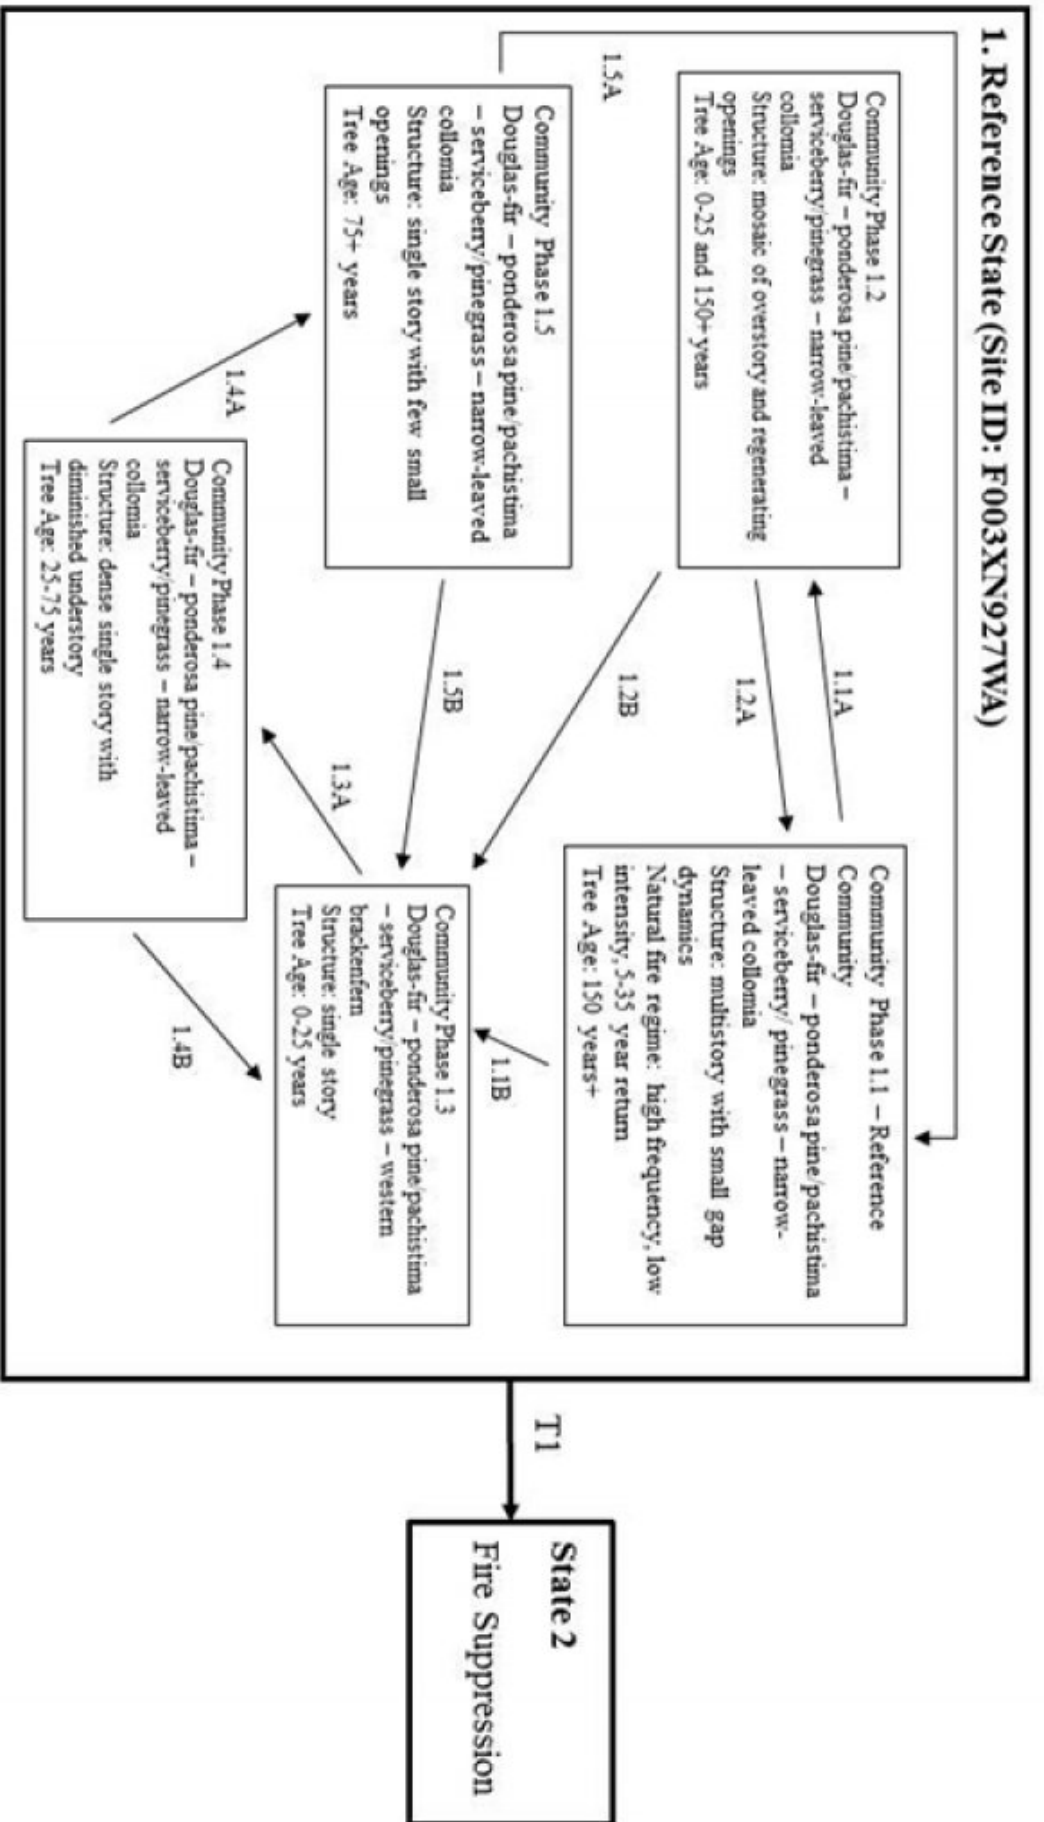 1. Reference State (Site ID: F003XN927WA)
Community Phase 1.2
Douglas-fir – ponderosa pine/pachistima –
serviceberry/pinegrass – narrow-leaved
collomia
Structure: mosaic of overstory and regenerating
openings
Tree Age: 0-25 and 150+ years
1.1A
1.2A
Community Phase 1.1 – Reference
Community
Douglas-fir – ponderosa pine/pachistima
– serviceberry/ pinegrass – narrow-
leaved collomia
Structure: multistory with small gap
dynamics
Natural fire regime: high frequency, low
intensity, 5-35 year return
Tree Age: 150 years+
1.5A
1.2B
Community Phase 1.5
Douglas-fir – ponderosa pine/pachistima
– serviceberry/pinegrass – narrow-leaved
collomia
Structure: single story with few small
openings
Tree Age: 75+ years
1.5B
1.1B
Community Phase 1.3
Douglas-fir – ponderosa pine/pachistima
– serviceberry/pinegrass – western
brackenfern
Structure: single story
Tree Age: 0-25 years
1.3A
1.4A
Community Phase 1.4
Douglas-fir – ponderosa pine/pachistima –
serviceberry/pinegrass – narrow-leaved
collomia
Structure: dense single story with
diminished understory
Tree Age: 25-75 years
1.4B
T1
State 2
Fire Suppression